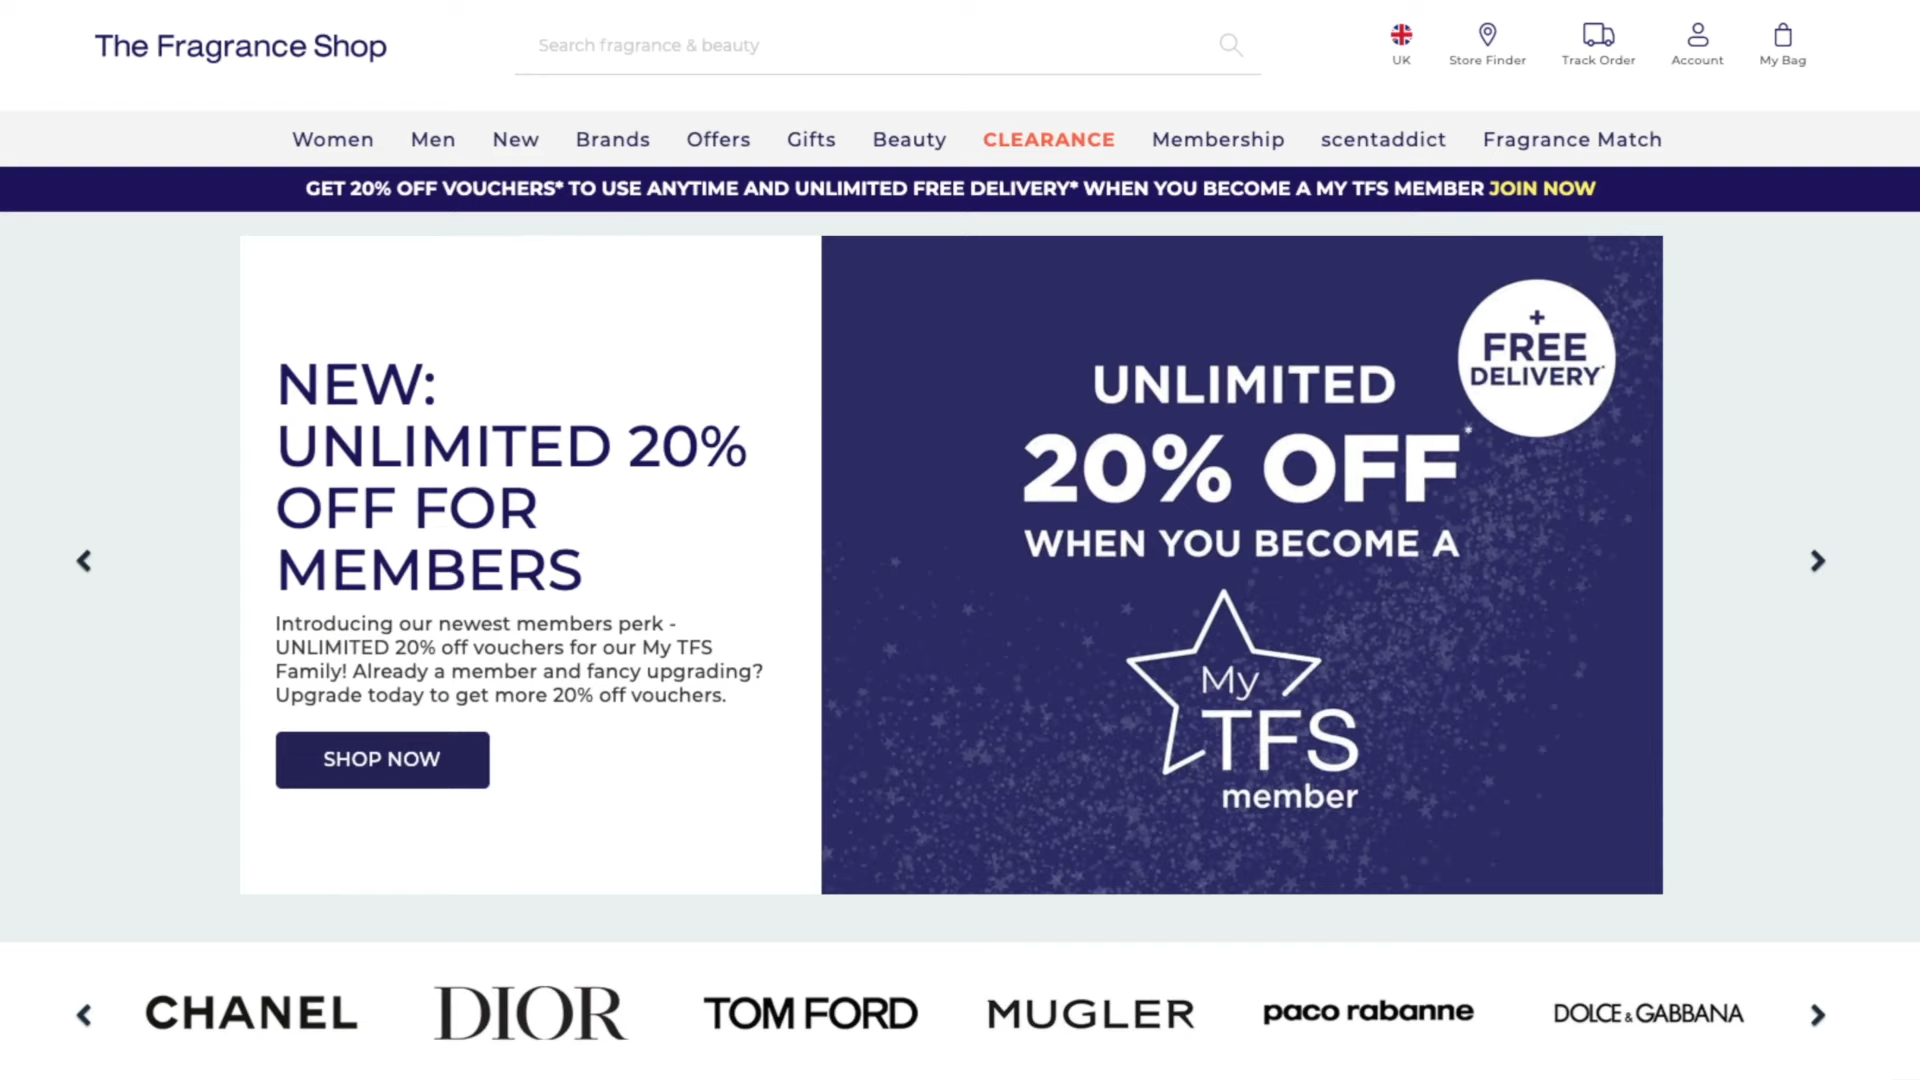 The Fragrance Shop
Search fragrance & beauty
UK
Store Finder
Track Order
Account
My Bag
Women
Men
New
Brands
Offers
Gifts
Beauty
CLEARANCE
Membership
scentaddict
Fragrance Match
GET 20% OFF VOUCHERS* TO USE ANYTIME AND UNLIMITED FREE DELIVERY* WHEN YOU BECOME A MY TFS MEMBER JOIN NOW
NEW:
UNLIMITED 20%
OFF FOR
MEMBERS
Introducing our newest members perk -
UNLIMITED 20% off vouchers for our My TFS
Family! Already a member and fancy upgrading?
Upgrade today to get more 20% off vouchers.
SHOP NOW
+
FREE
DELIVERY*
UNLIMITED
20% OFF*
WHEN YOU BECOME A
My
TFS
member
CHANEL
DIOR
TOM FORD
MUGLER
paco rabanne
DOLCE & GABBANA